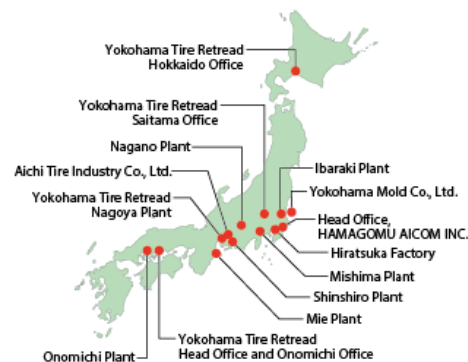 Yokohama Tire Retread
Hokkaido Office
Yokohama Tire Retread
Saitama Office
Nagano Plant
Aichi Tire Industry Co., Ltd.
Yokohama Tire Retread
Nagoya Plant
Ibaraki Plant
Yokohama Mold Co., Ltd.
Head Office,
HAMAGOMU AICOM INC.
Hiratsuka Factory
Mishima Plant
Shinshiro Plant
Mie Plant
Onomichi Plant
Yokohama Tire Retread
Head Office and Onomichi Office